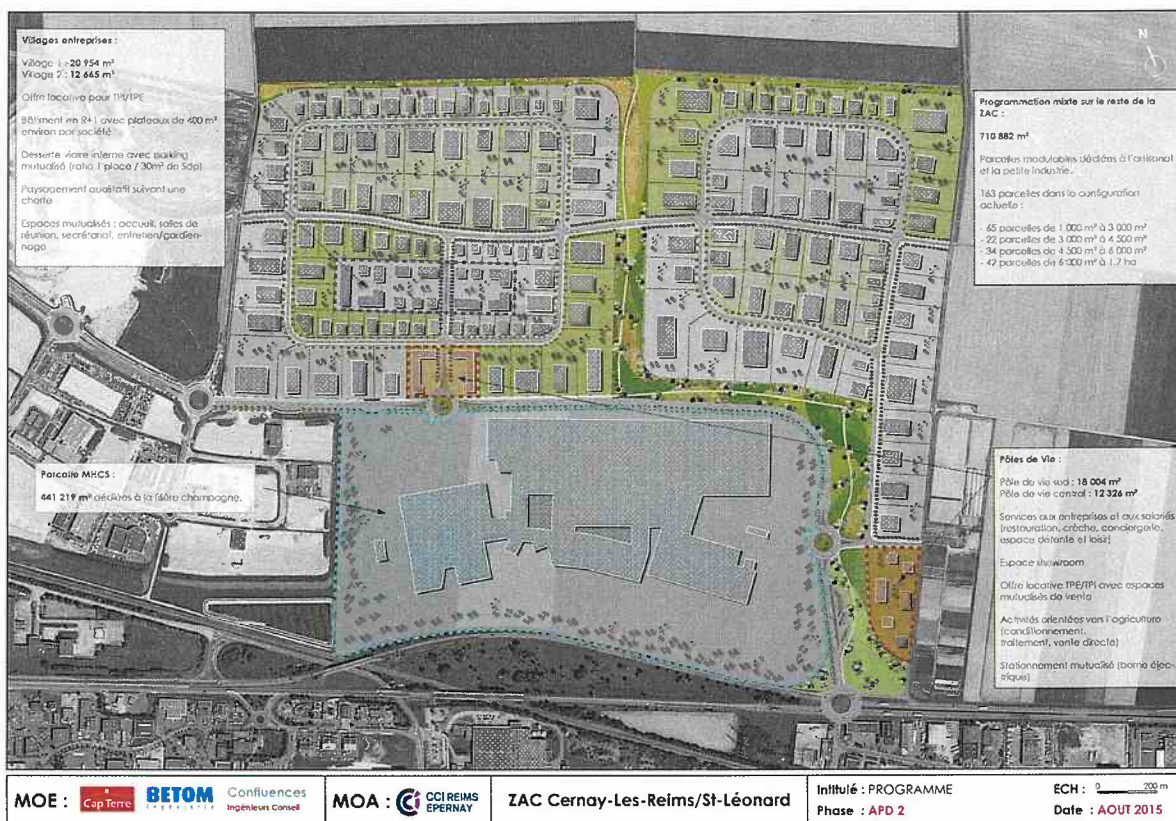 Villages entreprises :
Village 1 : 20 954 m²
Village 2 : 12 665 m²
Offre locative pour TPI/TPE
Bâtiment en R+1 avec plateaux de 400 m²
environ par société
Desserte viaire interne avec parking
mutualisé (ratio 1 place / 30m² de Sdp)
Paysagement qualitatif suivant une
charte
Espaces mutualisés : accueil, salles de
réunion, secrétariat, entretien/gardien-
nage
N
Programmation mixte sur le reste de la
ZAC :
710 882 m²
Parcelles modulables dédiées à l'artisanat
et la petite industrie.
163 parcelles dans la configuration
actuelle :
- 65 parcelles de 1 000 m² à 3 000 m²
- 22 parcelles de 3 000 m² à 4 500 m²
- 34 parcelles de 4 500 m² à 6 000 m²
- 42 parcelles de 6 000 m² à 1,7 ha
Parcelle MHCS :
441 219 m² dédiées à la filière champagne.
Pôles de Vie :
Pôle de vie sud : 18 004 m²
Pôle de vie central : 12 326 m²
Services aux entreprises et aux salariés
(restauration, crèche, conciergerie,
espace détente et loisir)
Espace showroom
Offre locative TPE/TPI avec espaces
mutualisés de vente
Activités orientées vers l'agriculture
(conditionnement,
traitement, vente directe)
Stationnement mutualisé (borne élec-
trique)
MOE : Cap Terre BETOM Ingénierie Confluences Ingénieurs Conseil
MOA : CCI REIMS EPERNAY
ZAC Cernay-Les-Reims/St-Léonard
Intitulé : PROGRAMME
Phase : APD 2
ECH : 0 200 m
Date : AOUT 2015